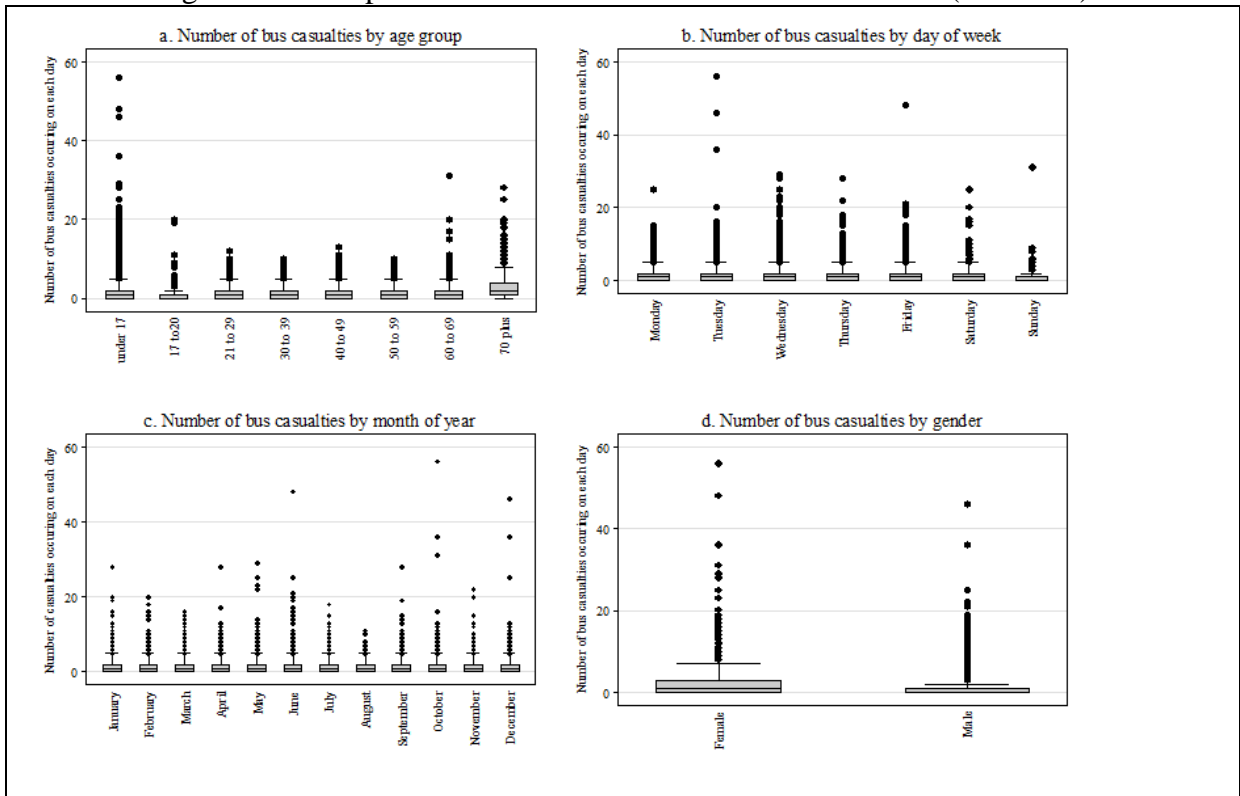 a. Number of bus casualties by age group
Number of bus casualties occuring on each day
60
40
20
0
under 17
17 to20
21 to 29
30 to 39
40 to 49
50 to 59
60 to 69
70 plus
b. Number of bus casualties by day of week
Number of bus casualties occuring on each day
60
40
20
0
Monday
Tuesday
Wednesday
Thursday
Friday
Saturday
Sunday
c. Number of bus casualties by month of year
Number of casualties occuring on each day
60
40
20
0
January
February
March
April
May
June
July
August
September
October
November
December
d. Number of bus casualties by gender
Number of bus casualties occuring on each day
60
40
20
0
Female
Male